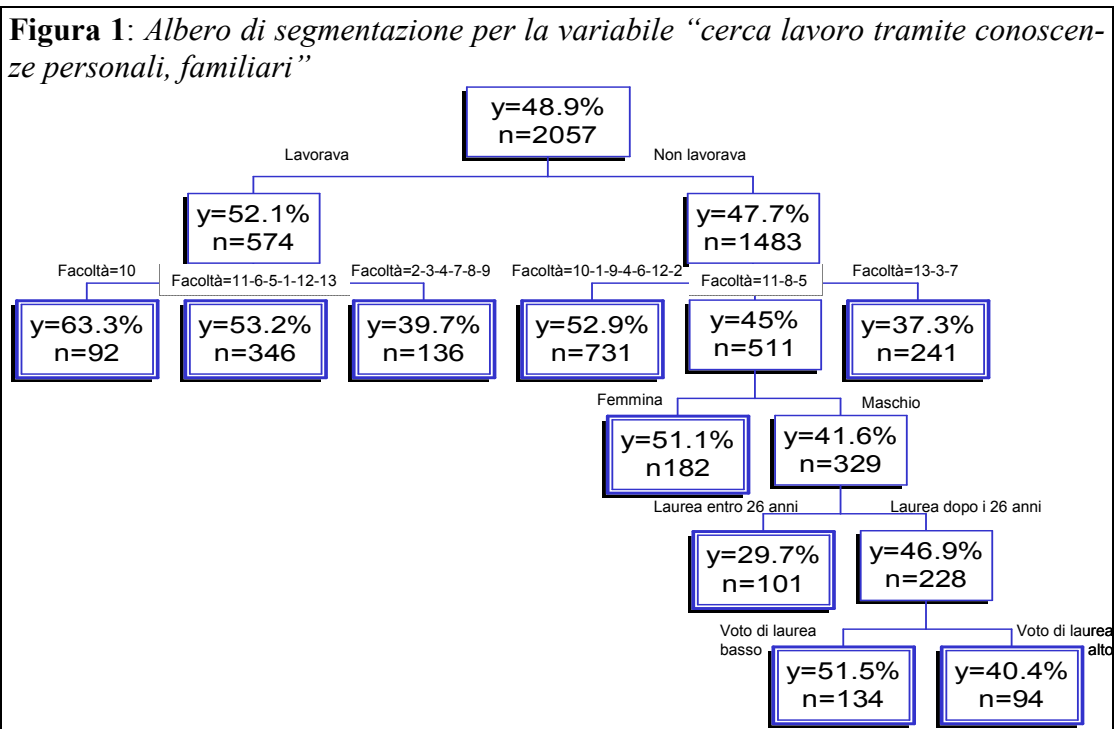 Figura 1: Albero di segmentazione per la variabile “cerca lavoro tramite conoscen-
ze personali, familiari”
y=48.9%
n=2057
Lavorava
Non lavorava
y=52.1%
n=574
y=47.7%
n=1483
Facoltà=10
Facoltà=11-6-5-1-12-13
Facoltà=2-3-4-7-8-9
Facoltà=10-1-9-4-6-12-2
Facoltà=11-8-5
Facoltà=13-3-7
y=63.3%
n=92
y=53.2%
n=346
y=39.7%
n=136
y=52.9%
n=731
y=45%
n=511
y=37.3%
n=241
Femmina
Maschio
y=51.1%
n182
y=41.6%
n=329
Laurea entro 26 anni
Laurea dopo i 26 anni
y=29.7%
n=101
y=46.9%
n=228
Voto di laurea
basso
Voto di laurea
alto
y=51.5%
n=134
y=40.4%
n=94